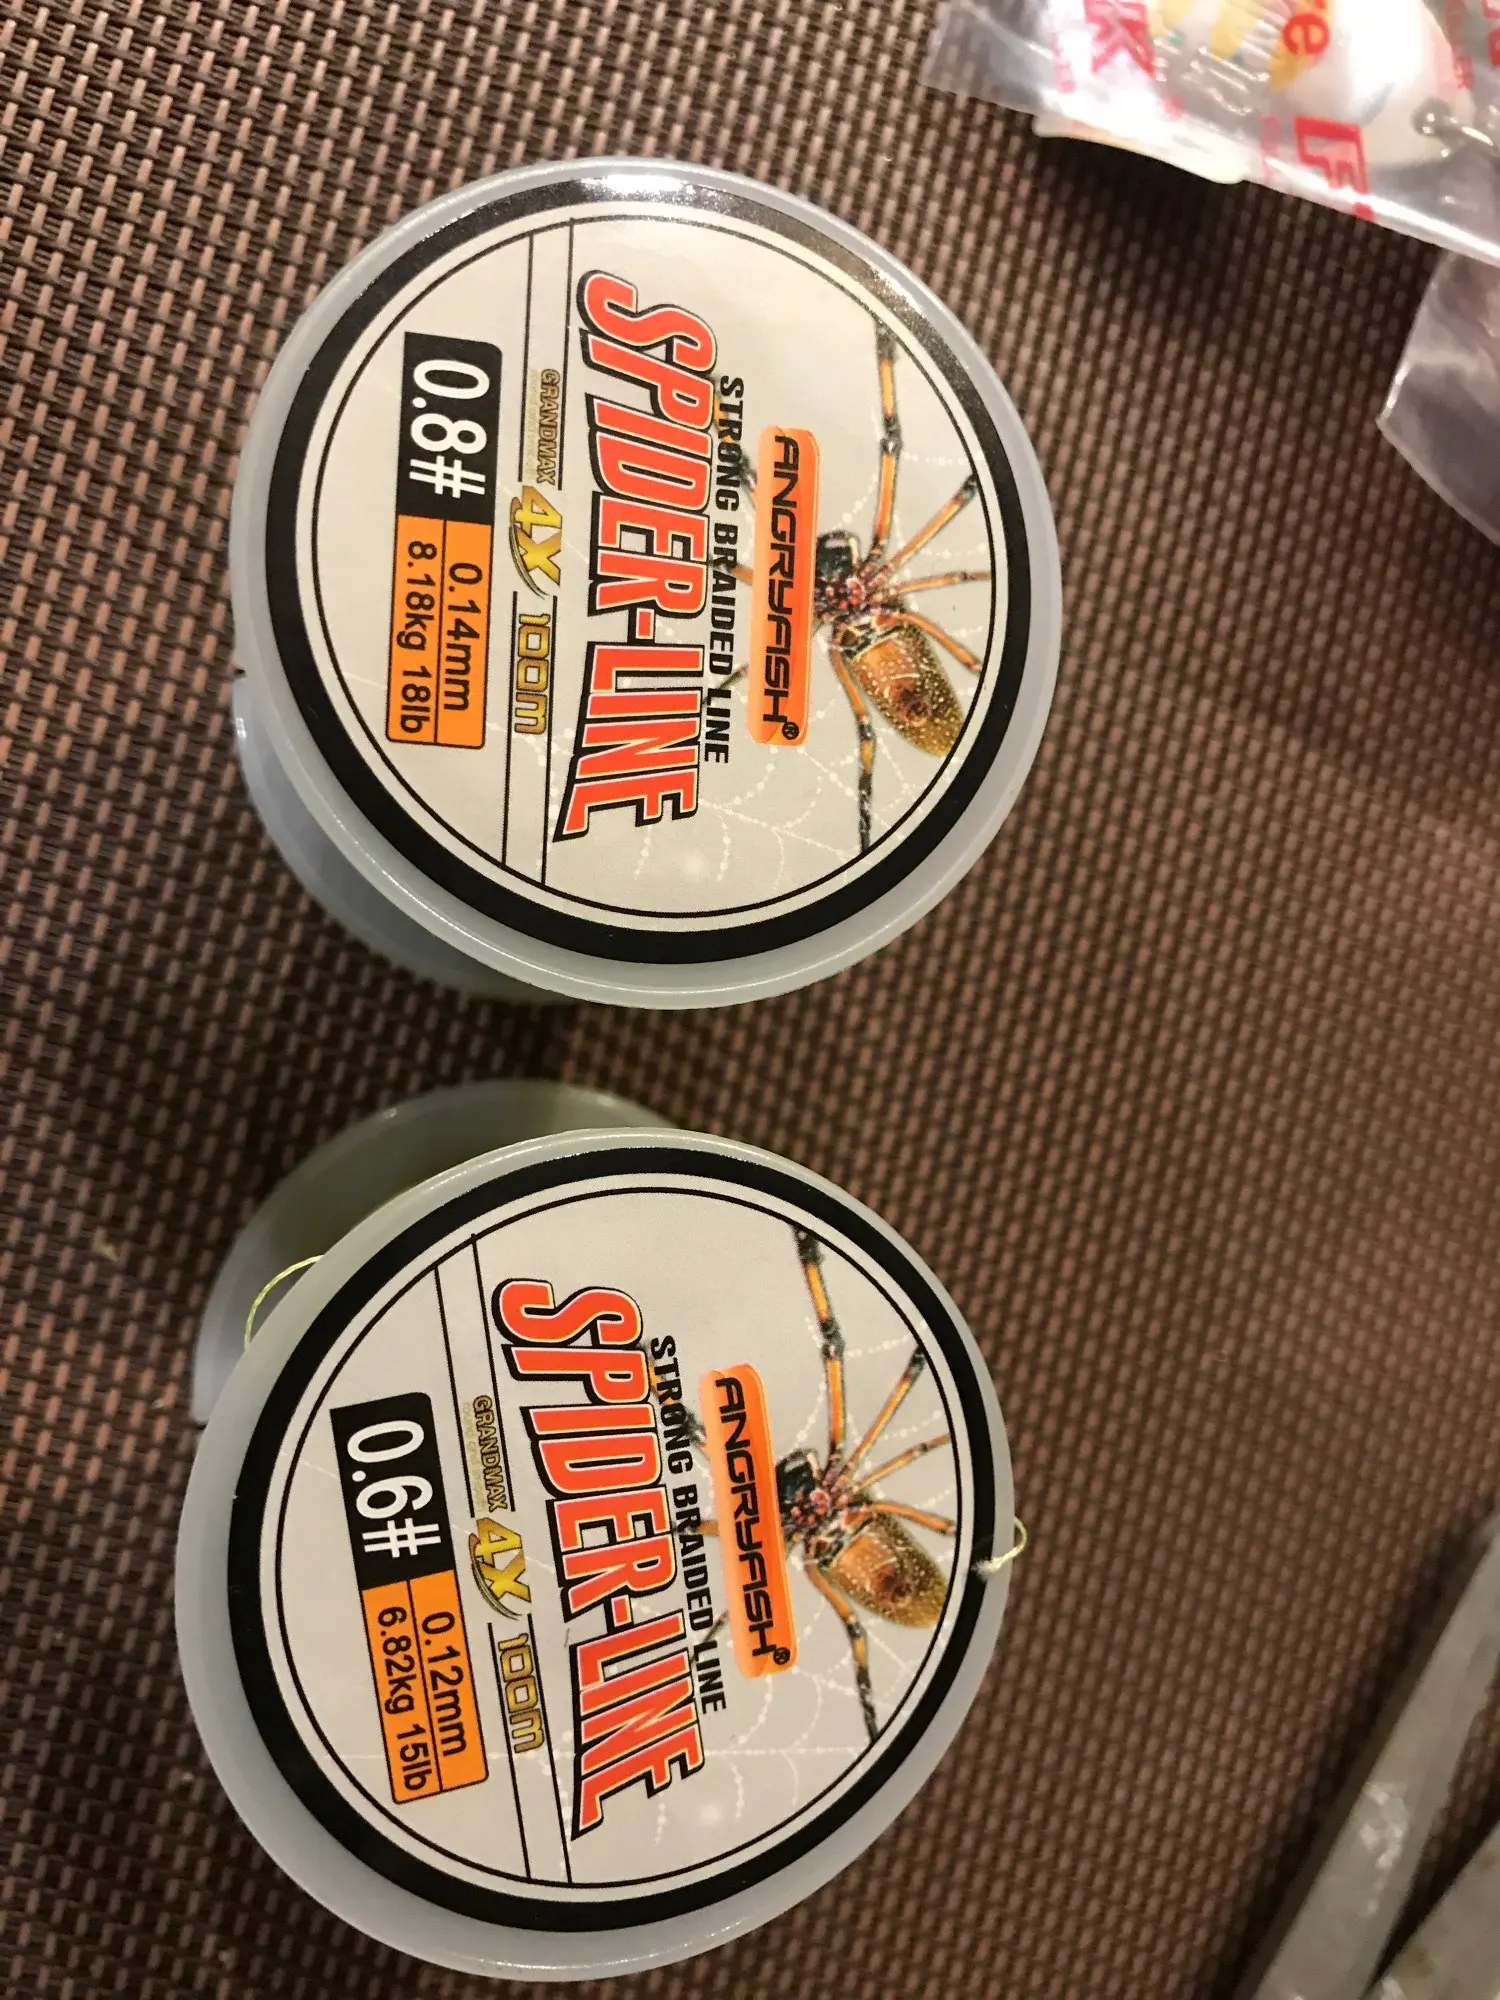 ANGRYFISH®
STRONG BRAIDED LINE
SPIDER-LINE
GRANDMAX 4X 100m
0.8# 0.14mm
8.18kg 18lb
ANGRYFISH®
STRONG BRAIDED LINE
SPIDER-LINE
GRANDMAX 4X 100m
0.6# 0.12mm
6.82kg 15lb